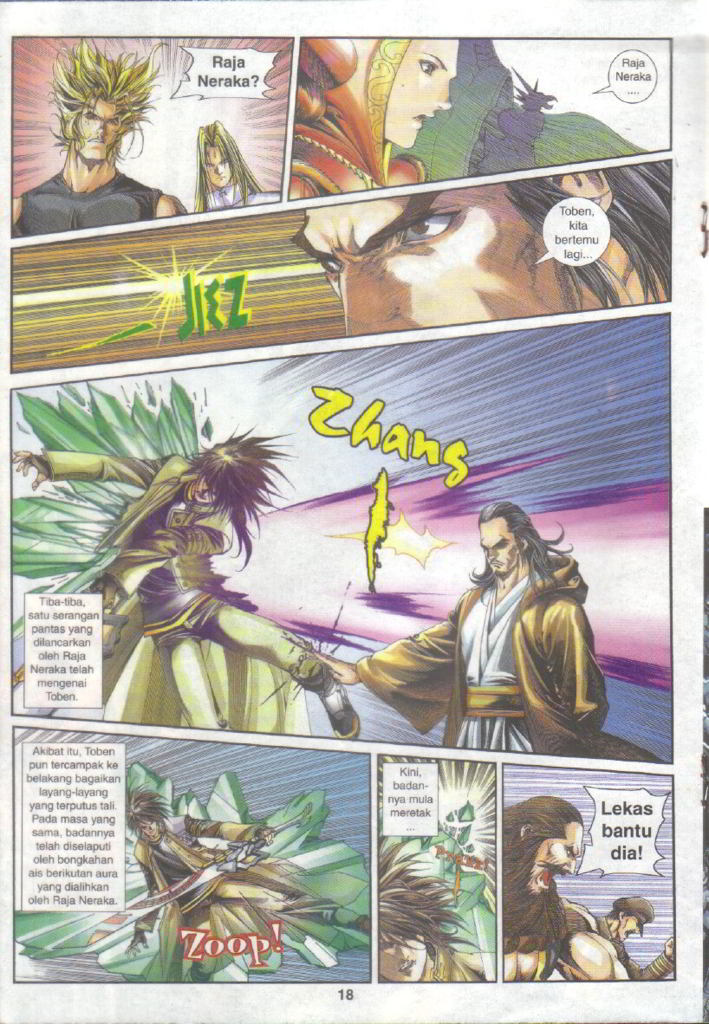 Raja
Neraka?
Raja
Neraka
....
Toben,
kita
bertemu
lagi...
JIEZ
Zhang
!
Tiba-tiba,
satu serangan
pantas yang
dilancarkan
oleh Raja
Neraka telah
mengenai
Toben.
Akibat itu, Toben
pun tercampak ke
belakang bagaikan
layang-layang
yang terputus tali.
Pada masa yang
sama, badannya
telah diselaputi
oleh bongkahan
ais berikutan aura
yang dialihkan
oleh Raja Neraka.
Zoop!
Kini,
badan-
nya mula
meretak
...
Lekas
bantu
dia!
18